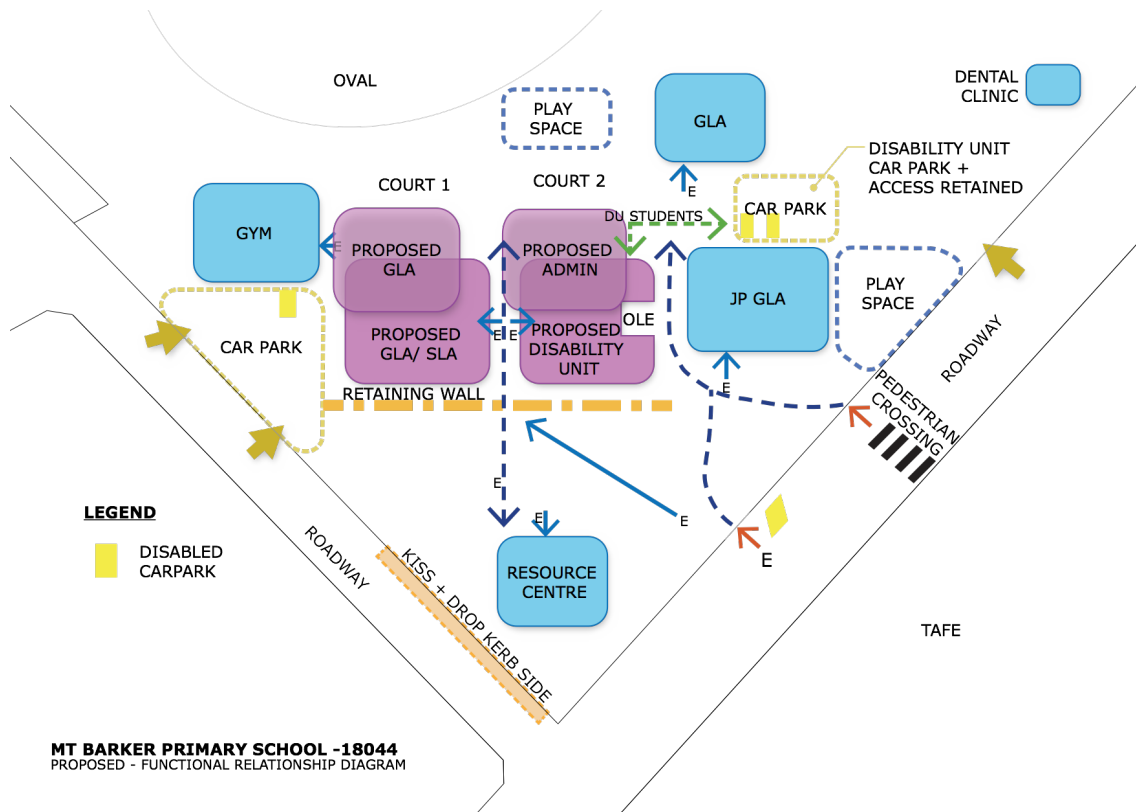 OVAL
PLAY
SPACE
GLA
DENTAL
CLINIC
DISABILITY UNIT
CAR PARK +
ACCESS RETAINED
COURT 1
COURT 2
E
DU STUDENTS
CAR PARK
GYM
E
PROPOSED
GLA
PROPOSED
ADMIN
JP GLA
PLAY
SPACE
CAR PARK
PROPOSED
GLA/ SLA
E
E
PROPOSED
DISABILITY
UNIT
OLE
ROADWAY
RETAINING WALL
E
PEDESTRIAN
CROSSING
E
E
E
E
LEGEND
DISABLED
CARPARK
ROADWAY
KISS + DROP KERB SIDE
RESOURCE
CENTRE
TAFE
MT BARKER PRIMARY SCHOOL -18044
PROPOSED - FUNCTIONAL RELATIONSHIP DIAGRAM